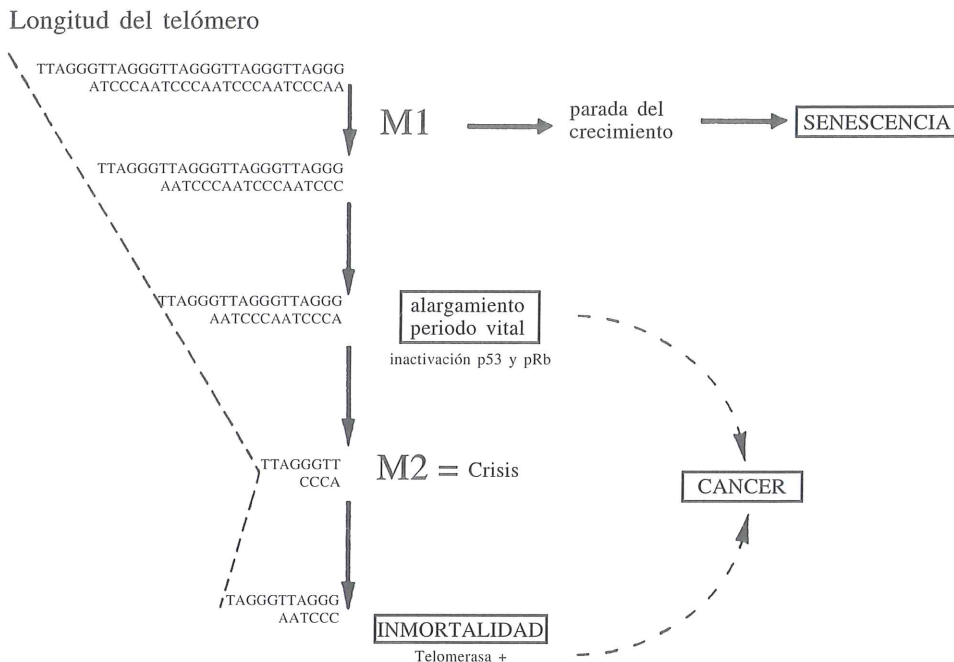 Longitud del telómero
TTAGGGTTAGGGTTAGGGTTAGGGTTAGGG
ATCCCAATCCCAATCCCAATCCCAA
M1
parada del
crecimiento
SENESCENCIA
TTAGGGTTAGGGTTAGGGTTAGGG
AATCCCAATCCCAATCCC
TTAGGGTTAGGGTTAGGG
AATCCCAATCCCA
alargamiento
periodo vital
inactivación p53 y pRb
TTAGGGTT
CCCA
M2 = Crisis
CANCER
TAGGGTTAGGG
AATCCC
INMORTALIDAD
Telomerasa +